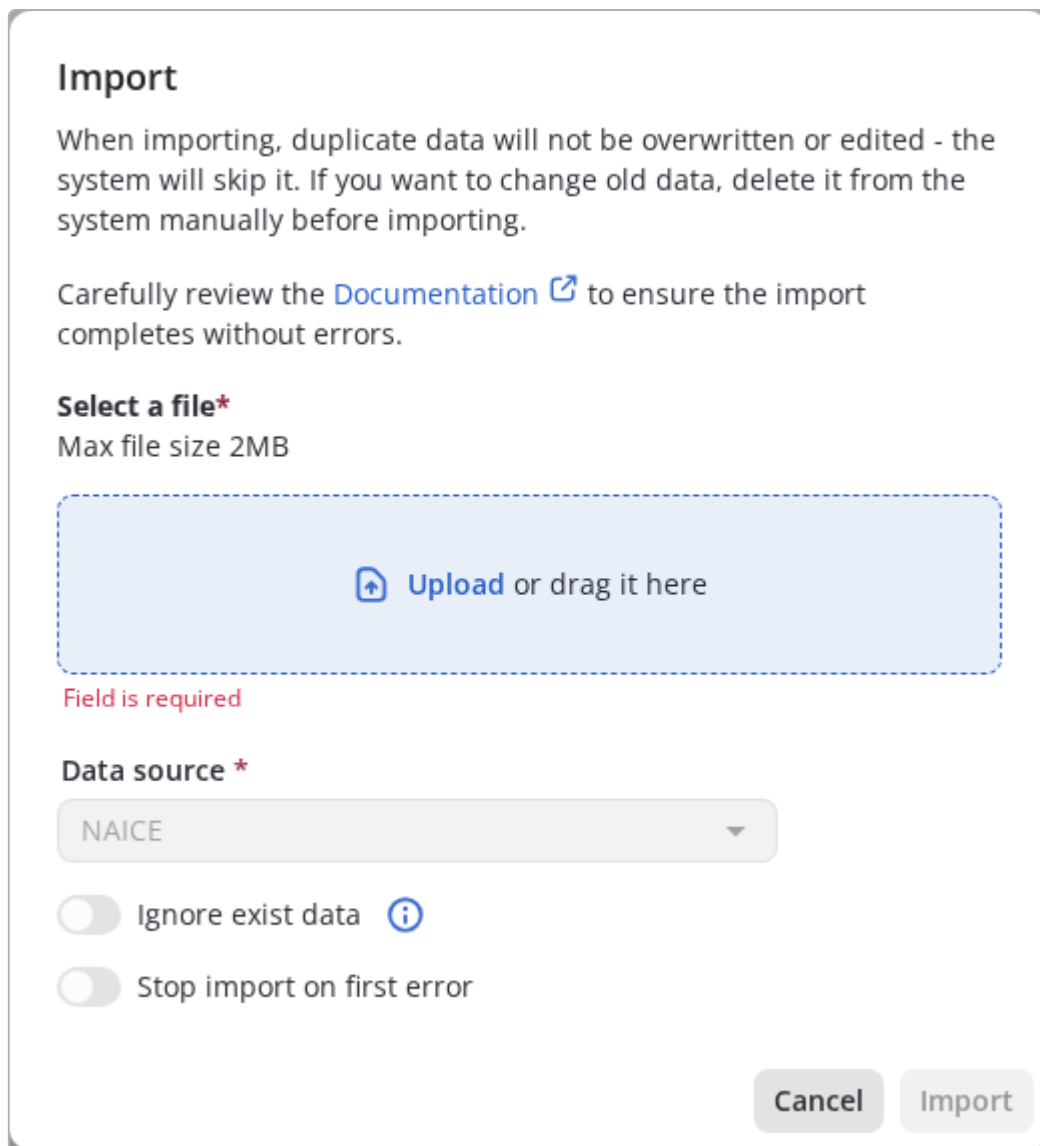 Import
When importing, duplicate data will not be overwritten or edited - the
system will skip it. If you want to change old data, delete it from the
system manually before importing.
Carefully review the Documentation to ensure the import
completes without errors.
Select a file*
Max file size 2MB
Upload or drag it here
Field is required
Data source *
NAICE
Ignore exist data
Stop import on first error
Cancel Import